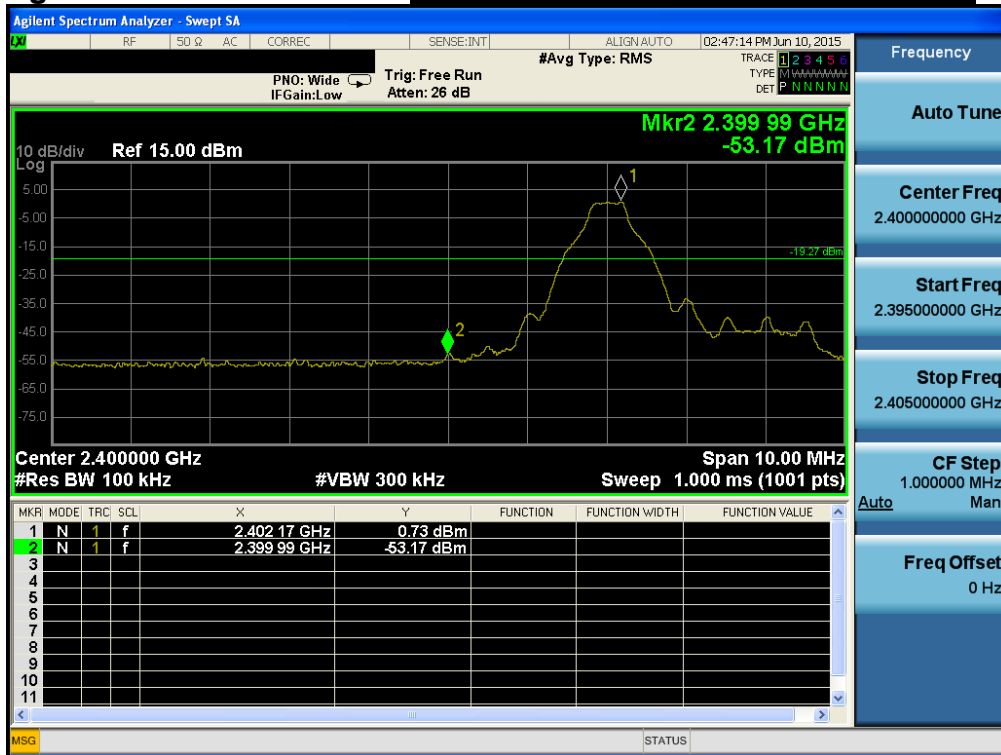 Agilent Spectrum Analyzer - Swept SA
LXI RF 50 Ω AC CORREC SENSE:INT ALIGN AUTO 02:47:14 PM Jun 10, 2015
#Avg Type: RMS
TRACE 1 2 3 4 5 6
TYPE M
DET P N N N N N
PNO: Wide
IFGain:Low
Trig: Free Run
Atten: 26 dB
Mkr2 2.399 99 GHz
-53.17 dBm
10 dB/div Ref 15.00 dBm
Log
1
5.00
-5.00
-15.0
-19.27 dBm
-25.0
-35.0
-45.0
2
-55.0
-65.0
-75.0
Center 2.400000 GHz Span 10.00 MHz
#Res BW 100 kHz #VBW 300 kHz Sweep 1.000 ms (1001 pts)
MKR MODE TRC SCL X Y FUNCTION FUNCTION WIDTH FUNCTION VALUE
1 N 1 f 2.402 17 GHz 0.73 dBm
2 N 1 f 2.399 99 GHz -53.17 dBm
3
4
5
6
7
8
9
10
11
MSG STATUS
Frequency
Auto Tune
Center Freq
2.400000000 GHz
Start Freq
2.395000000 GHz
Stop Freq
2.405000000 GHz
CF Step
1.000000 MHz
Auto Man
Freq Offset
0 Hz